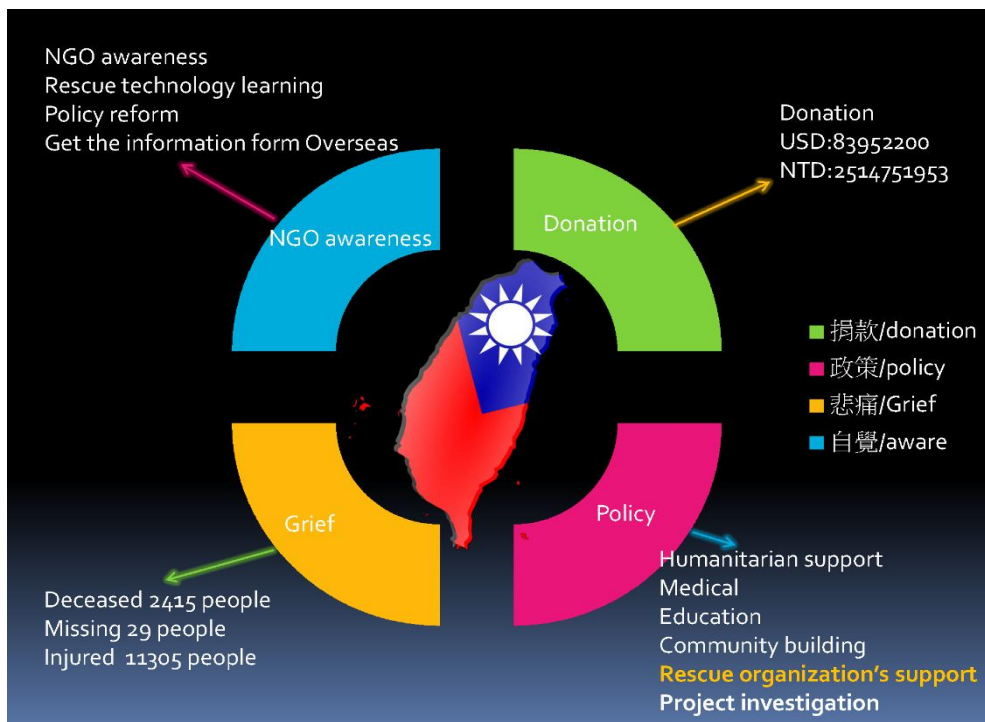 NGO awareness
Rescue technology learning
Policy reform
Get the information form Overseas
Donation
USD:83952200
NTD:2514751953
NGO awareness
Donation
捐款/donation
政策/policy
悲痛/Grief
自覺/aware
Grief
Policy
Deceased 2415 people
Missing 29 people
Injured 11305 people
Humanitarian support
Medical
Education
Community building
Rescue organization's support
Project investigation